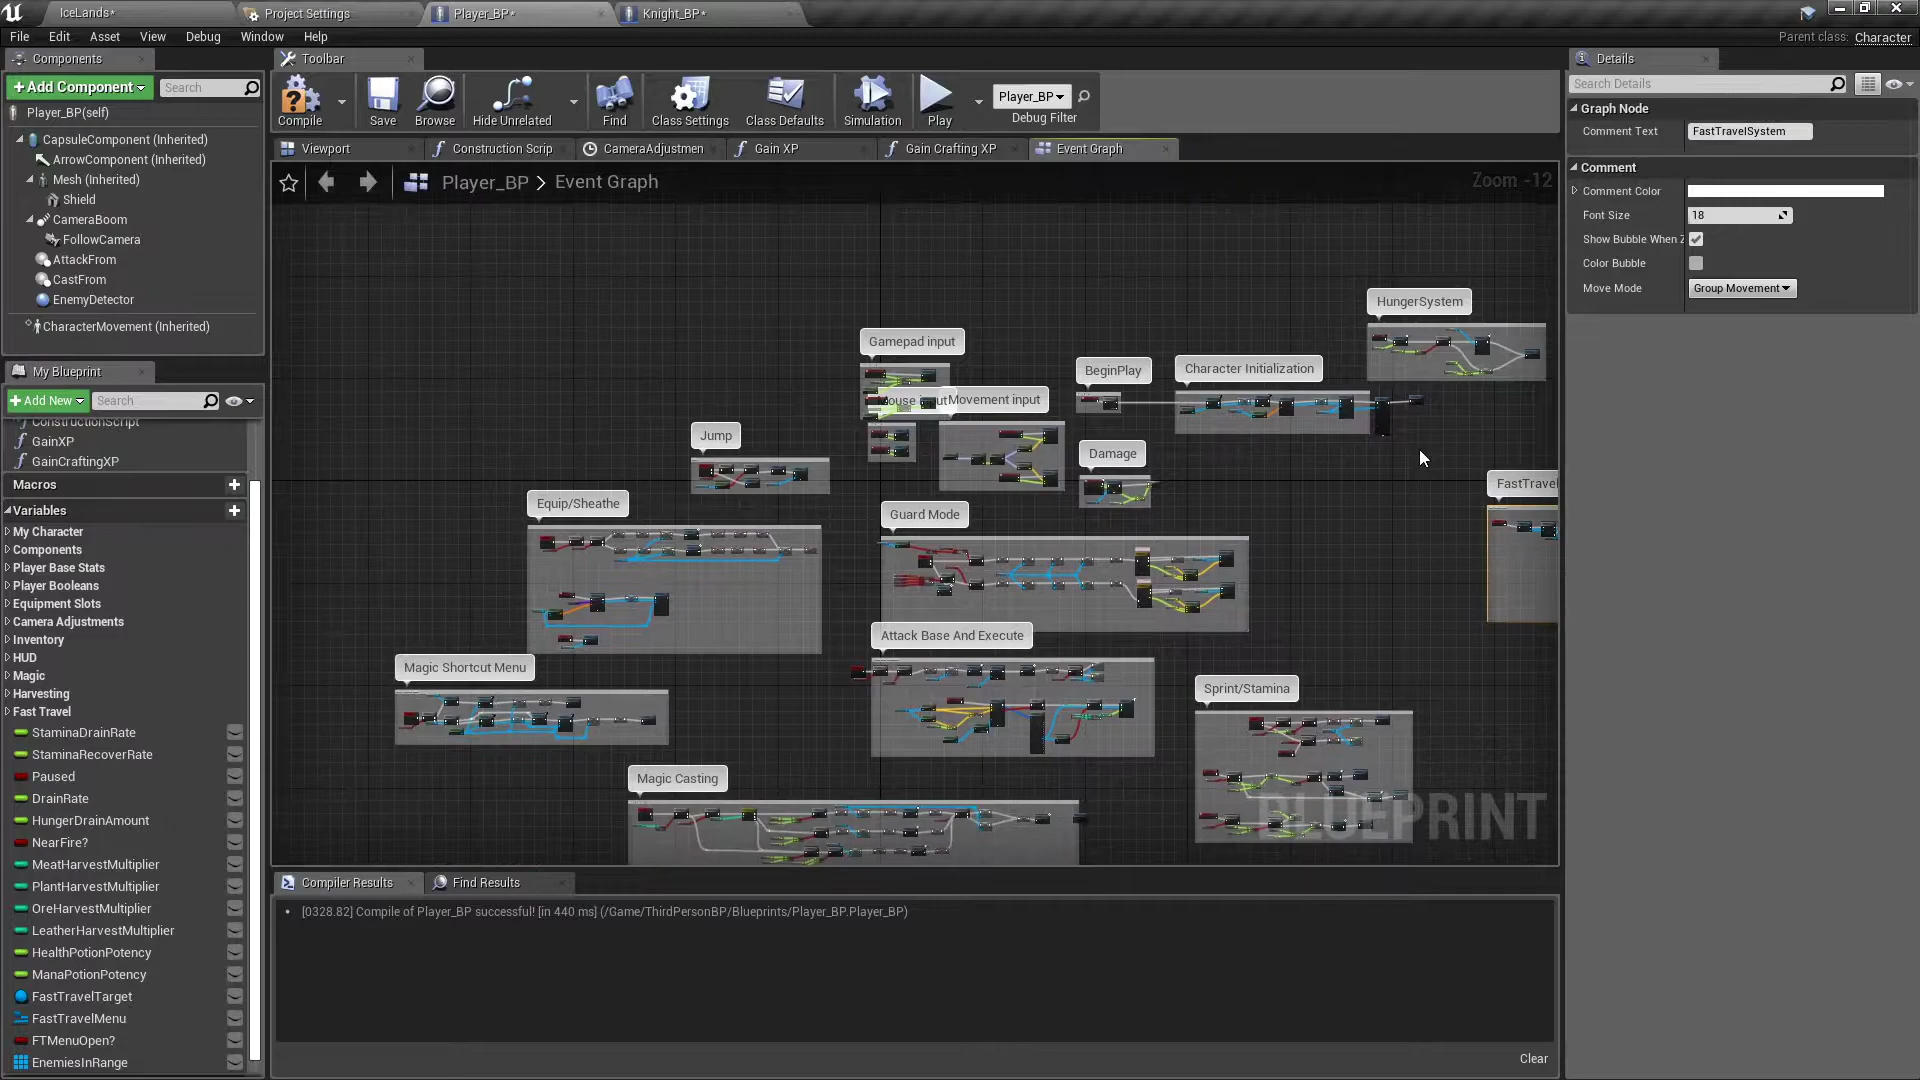 IceLands*
Project Settings
Player_BP*
Knight_BP*
File
Edit
Asset
View
Debug
Window
Help
Parent class: Character
Components
+Add Component
Search
Player_BP(self)
CapsuleComponent (Inherited)
ArrowComponent (Inherited)
Mesh (Inherited)
Shield
CameraBoom
FollowCamera
AttackFrom
CastFrom
EnemyDetector
CharacterMovement (Inherited)
My Blueprint
+Add New
Search
ConstructionScript
GainXP
GainCraftingXP
Macros
Variables
My Character
Components
Player Base Stats
Player Booleans
Equipment Slots
Camera Adjustments
Inventory
HUD
Magic
Harvesting
Fast Travel
StaminaDrainRate
StaminaRecoverRate
Paused
DrainRate
HungerDrainAmount
NearFire?
MeatHarvestMultiplier
PlantHarvestMultiplier
OreHarvestMultiplier
LeatherHarvestMultiplier
HealthPotionPotency
ManaPotionPotency
FastTravelTarget
FastTravelMenu
FTMenuOpen?
EnemiesInRange
Toolbar
Compile
Save
Browse
Hide Unrelated
Find
Class Settings
Class Defaults
Simulation
Play
Player_BP
Debug Filter
Viewport
Construction Scrip
CameraAdjustmen
Gain XP
Gain Crafting XP
Event Graph
Player_BP > Event Graph
Zoom -12
HungerSystem
Gamepad input
BeginPlay
Character Initialization
Mouse input
Movement input
Jump
Damage
FastTravel
Equip/Sheathe
Guard Mode
Attack Base And Execute
Magic Shortcut Menu
Sprint/Stamina
Magic Casting
BLUEPRINT
Compiler Results
Find Results
[0328.82] Compile of Player_BP successful! [in 440 ms] (/Game/ThirdPersonBP/Blueprints/Player_BP.Player_BP)
Clear
Details
Search Details
Graph Node
Comment Text
FastTravelSystem
Comment
Comment Color
Font Size
18
Show Bubble When Z
Color Bubble
Move Mode
Group Movement